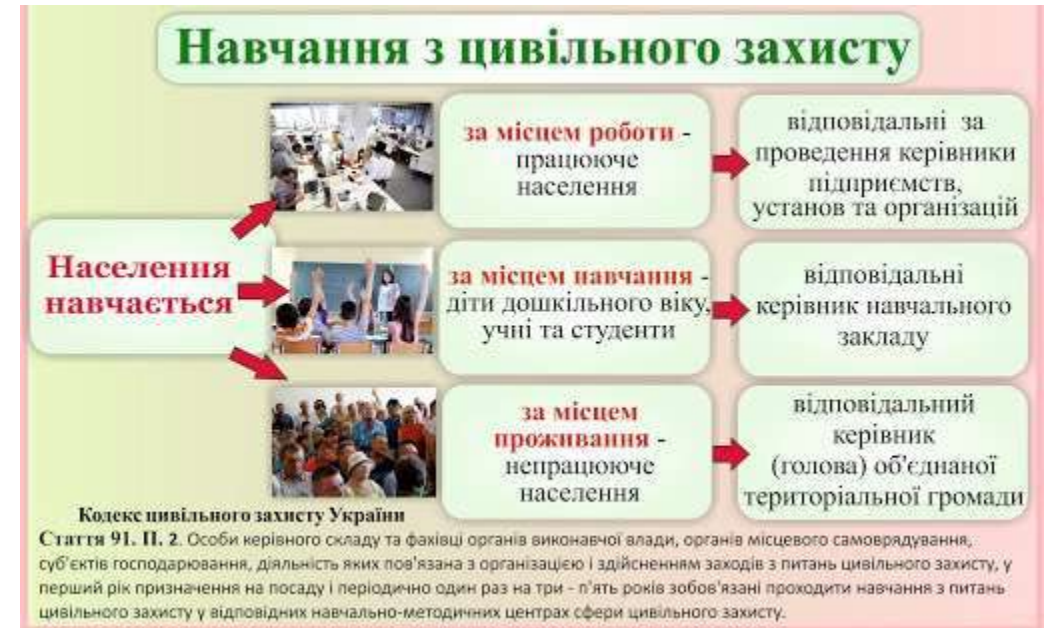 Навчання з цивільного захисту
за місцем роботи -
працююче
населення
відповідальні за
проведення керівники
підприємств,
установ та організацій
Населення
навчається
за місцем навчання -
діти дошкільного віку,
учні та студенти
відповідальні
керівник навчального
закладу
за місцем
проживання -
непрацююче
населення
відповідальний
керівник
(голова) об'єднаної
територіальної громади
Кодекс цивільного захисту України
Стаття 91. П. 2. Особи керівного складу та фахівці органів виконавчої влади, органів місцевого самоврядування,
суб'єктів господарювання, діяльність яких пов'язана з організацією і здійсненням заходів з питань цивільного захисту, у
перший рік призначення на посаду і періодично один раз на три - п'ять років зобов'язані проходити навчання з питань
цивільного захисту у відповідних навчально-методичних центрах сфери цивільного захисту.